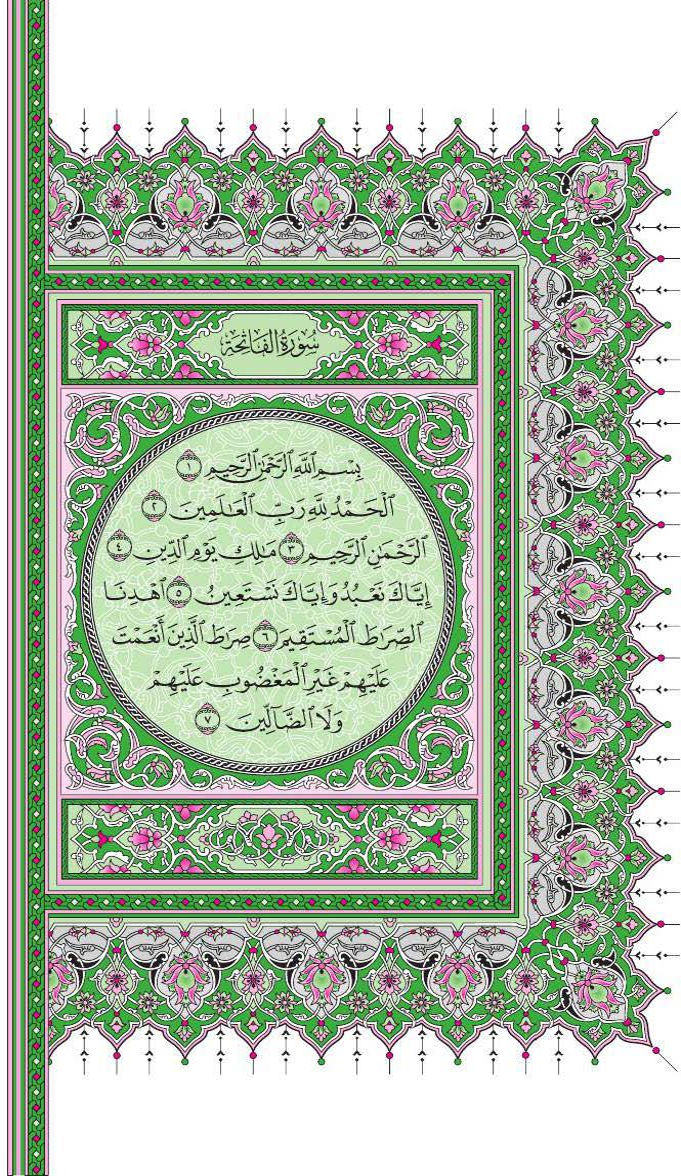 سُورَةُ الفَاتِحَة
بِسْمِ ٱللَّهِ ٱلرَّحْمَٰنِ ٱلرَّحِيمِ ١
ٱلْحَمْدُ لِلَّهِ رَبِّ ٱلْعَٰلَمِينَ ٢
ٱلرَّحْمَٰنِ ٱلرَّحِيمِ ٣ مَٰلِكِ يَوْمِ ٱلدِّينِ ٤
إِيَّاكَ نَعْبُدُ وَإِيَّاكَ نَسْتَعِينُ ٥ ٱهْدِنَا
ٱلصِّرَٰطَ ٱلْمُسْتَقِيمَ ٦ صِرَٰطَ ٱلَّذِينَ أَنْعَمْتَ
عَلَيْهِمْ غَيْرِ ٱلْمَغْضُوبِ عَلَيْهِمْ
وَلَا ٱلضَّآلِّينَ ٧